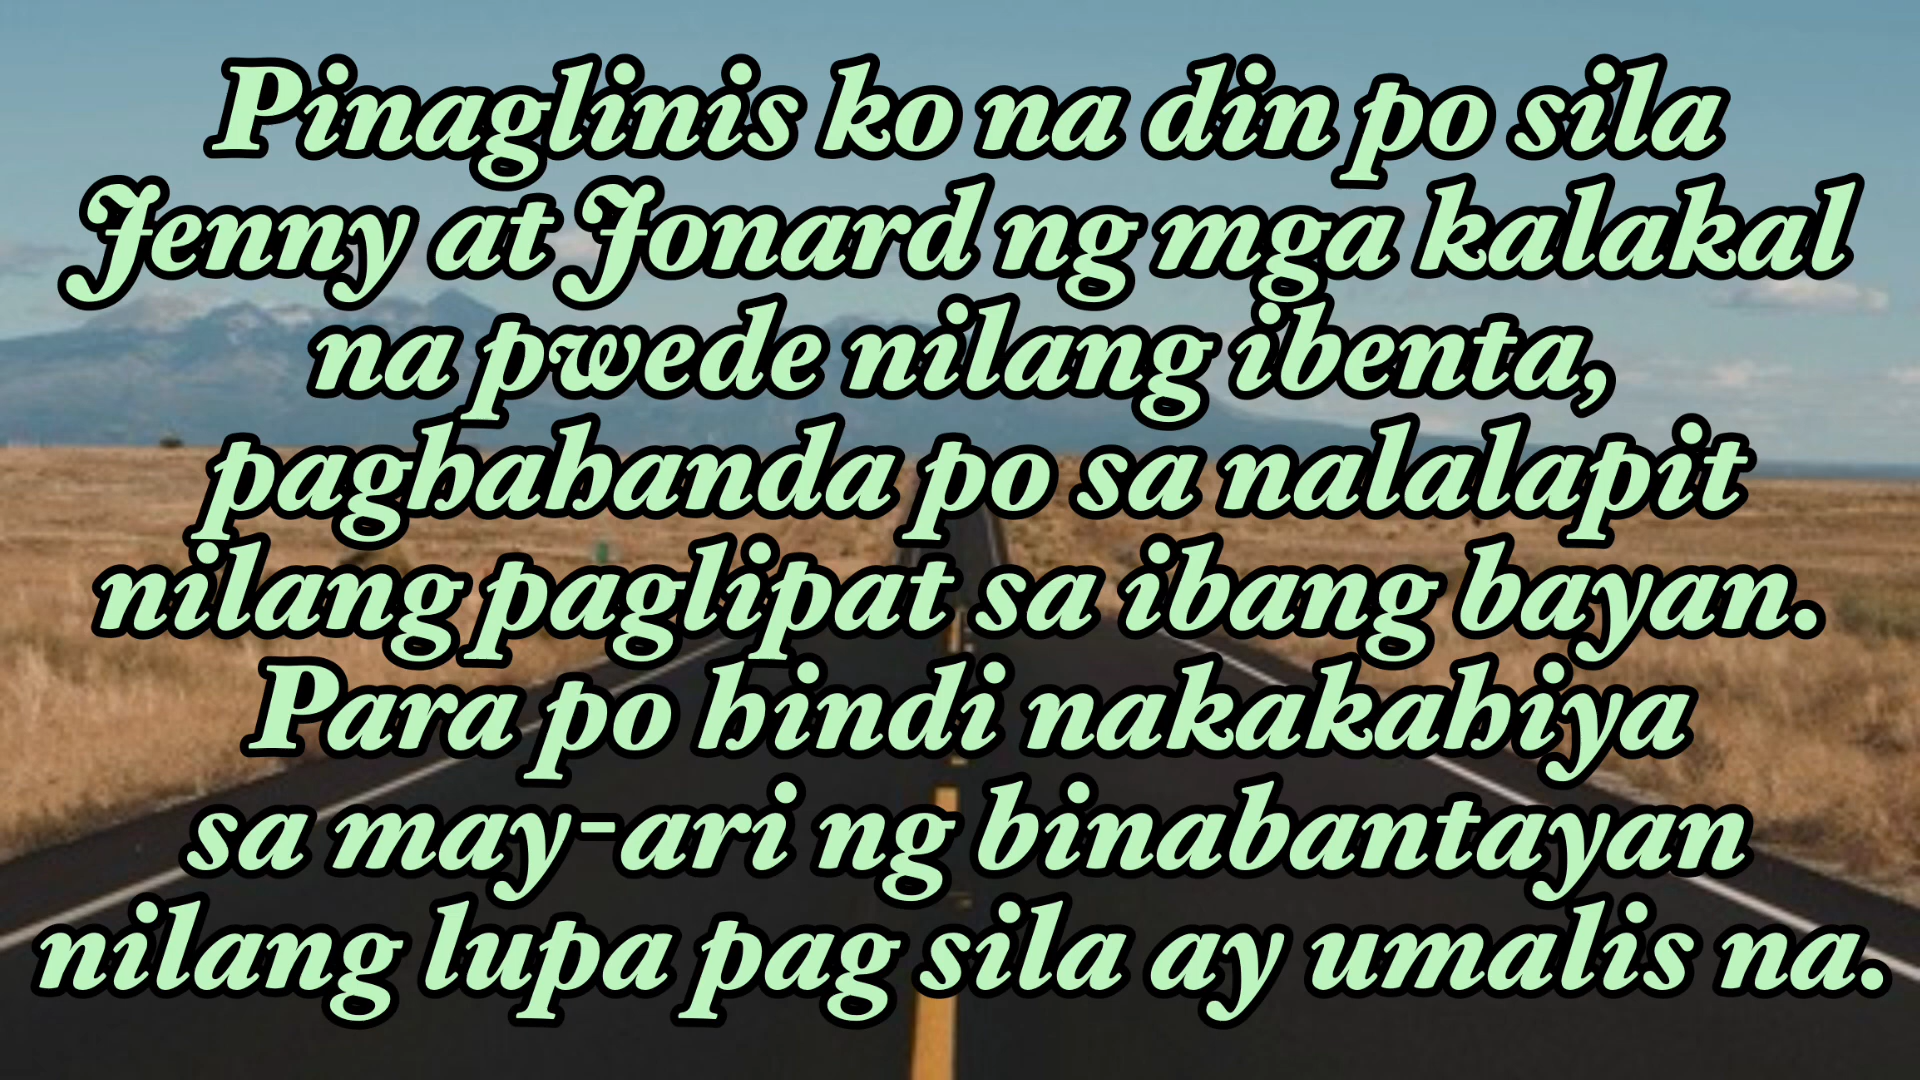 Pinaglinis ko na din po sila
Jenny at Jonard ng mga kalakal
na pwede nilang ibenta,
paghahanda po sa nalalapit
nilang paglipat sa ibang bayan.
Para po hindi nakakahiya
sa may-ari ng binabantayan
nilang lupa pag sila ay umalis na.